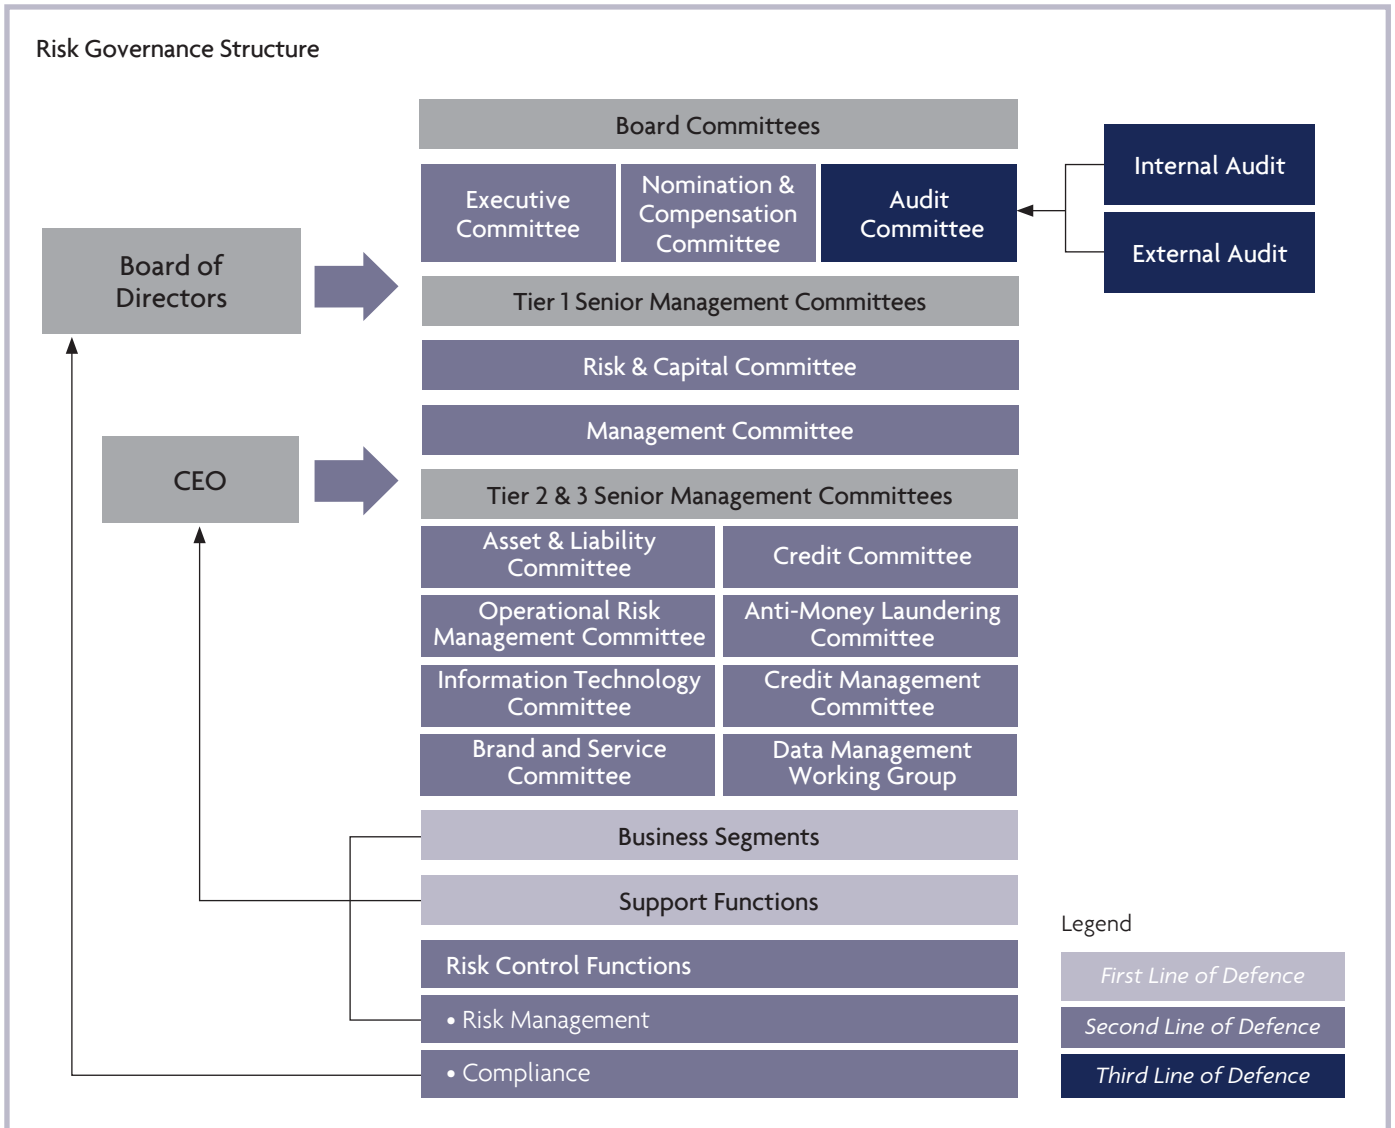 Risk Governance Structure
Board Committees
Executive
Committee
Nomination &
Compensation
Committee
Audit
Committee
Internal Audit
External Audit
Board of
Directors
Tier 1 Senior Management Committees
Risk & Capital Committee
Management Committee
CEO
Tier 2 & 3 Senior Management Committees
Asset & Liability
Committee
Credit Committee
Operational Risk
Management Committee
Anti-Money Laundering
Committee
Information Technology
Committee
Credit Management
Committee
Brand and Service
Committee
Data Management
Working Group
Business Segments
Support Functions
Risk Control Functions
• Risk Management
• Compliance
Legend
First Line of Defence
Second Line of Defence
Third Line of Defence